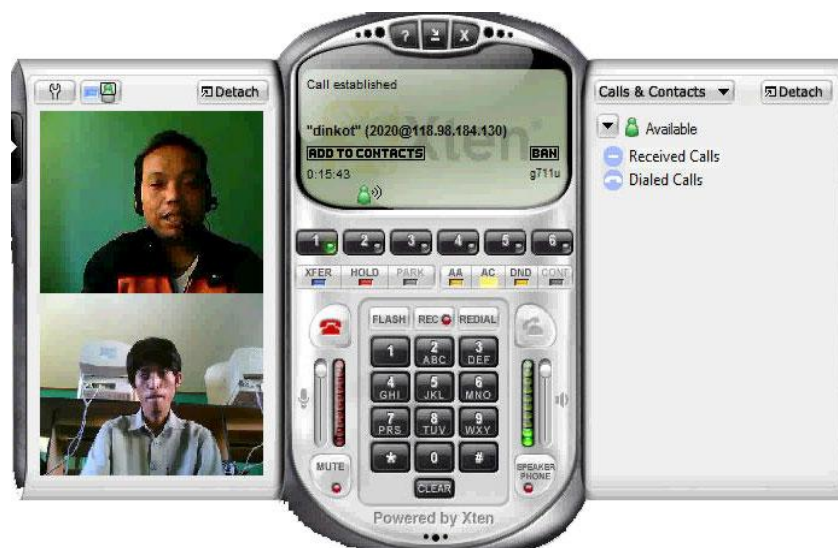 ? X
Detach
Call established
"dinkot" (2020@118.98.184.130)
Xten
ADD TO CONTACTS BAN
0:15:43 g711u
1 2 3 4 5 6
XFER HOLD PARK AA AC DND CONF
FLASH REC REDIAL
1 2 ABC 3 DEF
4 GHI 5 JKL 6 MNO
7 PRS 8 TUV 9 WXY
* 0 #
MUTE
SPEAKER
PHONE
CLEAR
Powered by Xten
Calls & Contacts Detach
Available
Received Calls
Dialed Calls